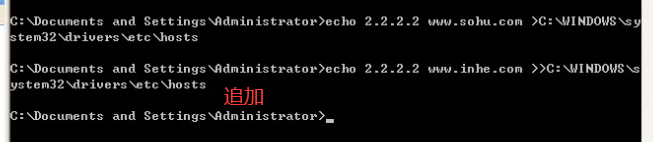 C:\Documents and Settings\Administrator>echo 2.2.2.2 www.sohu.com >C:\WINDOWS\sy
stem32\drivers\etc\hosts
C:\Documents and Settings\Administrator>echo 2.2.2.2 www.inhe.com >>C:\WINDOWS\s
ystem32\drivers\etc\hosts
追加
C:\Documents and Settings\Administrator>_